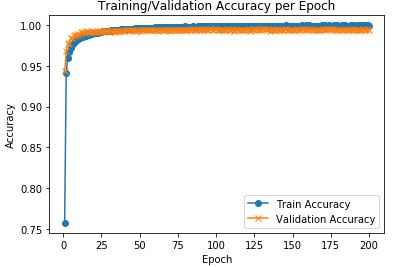 Training/Validation Accuracy per Epoch
1.00
0.95
0.90
0.85
0.80
0.75
Accuracy
Train Accuracy
Validation Accuracy
0 25 50 75 100 125 150 175 200
Epoch